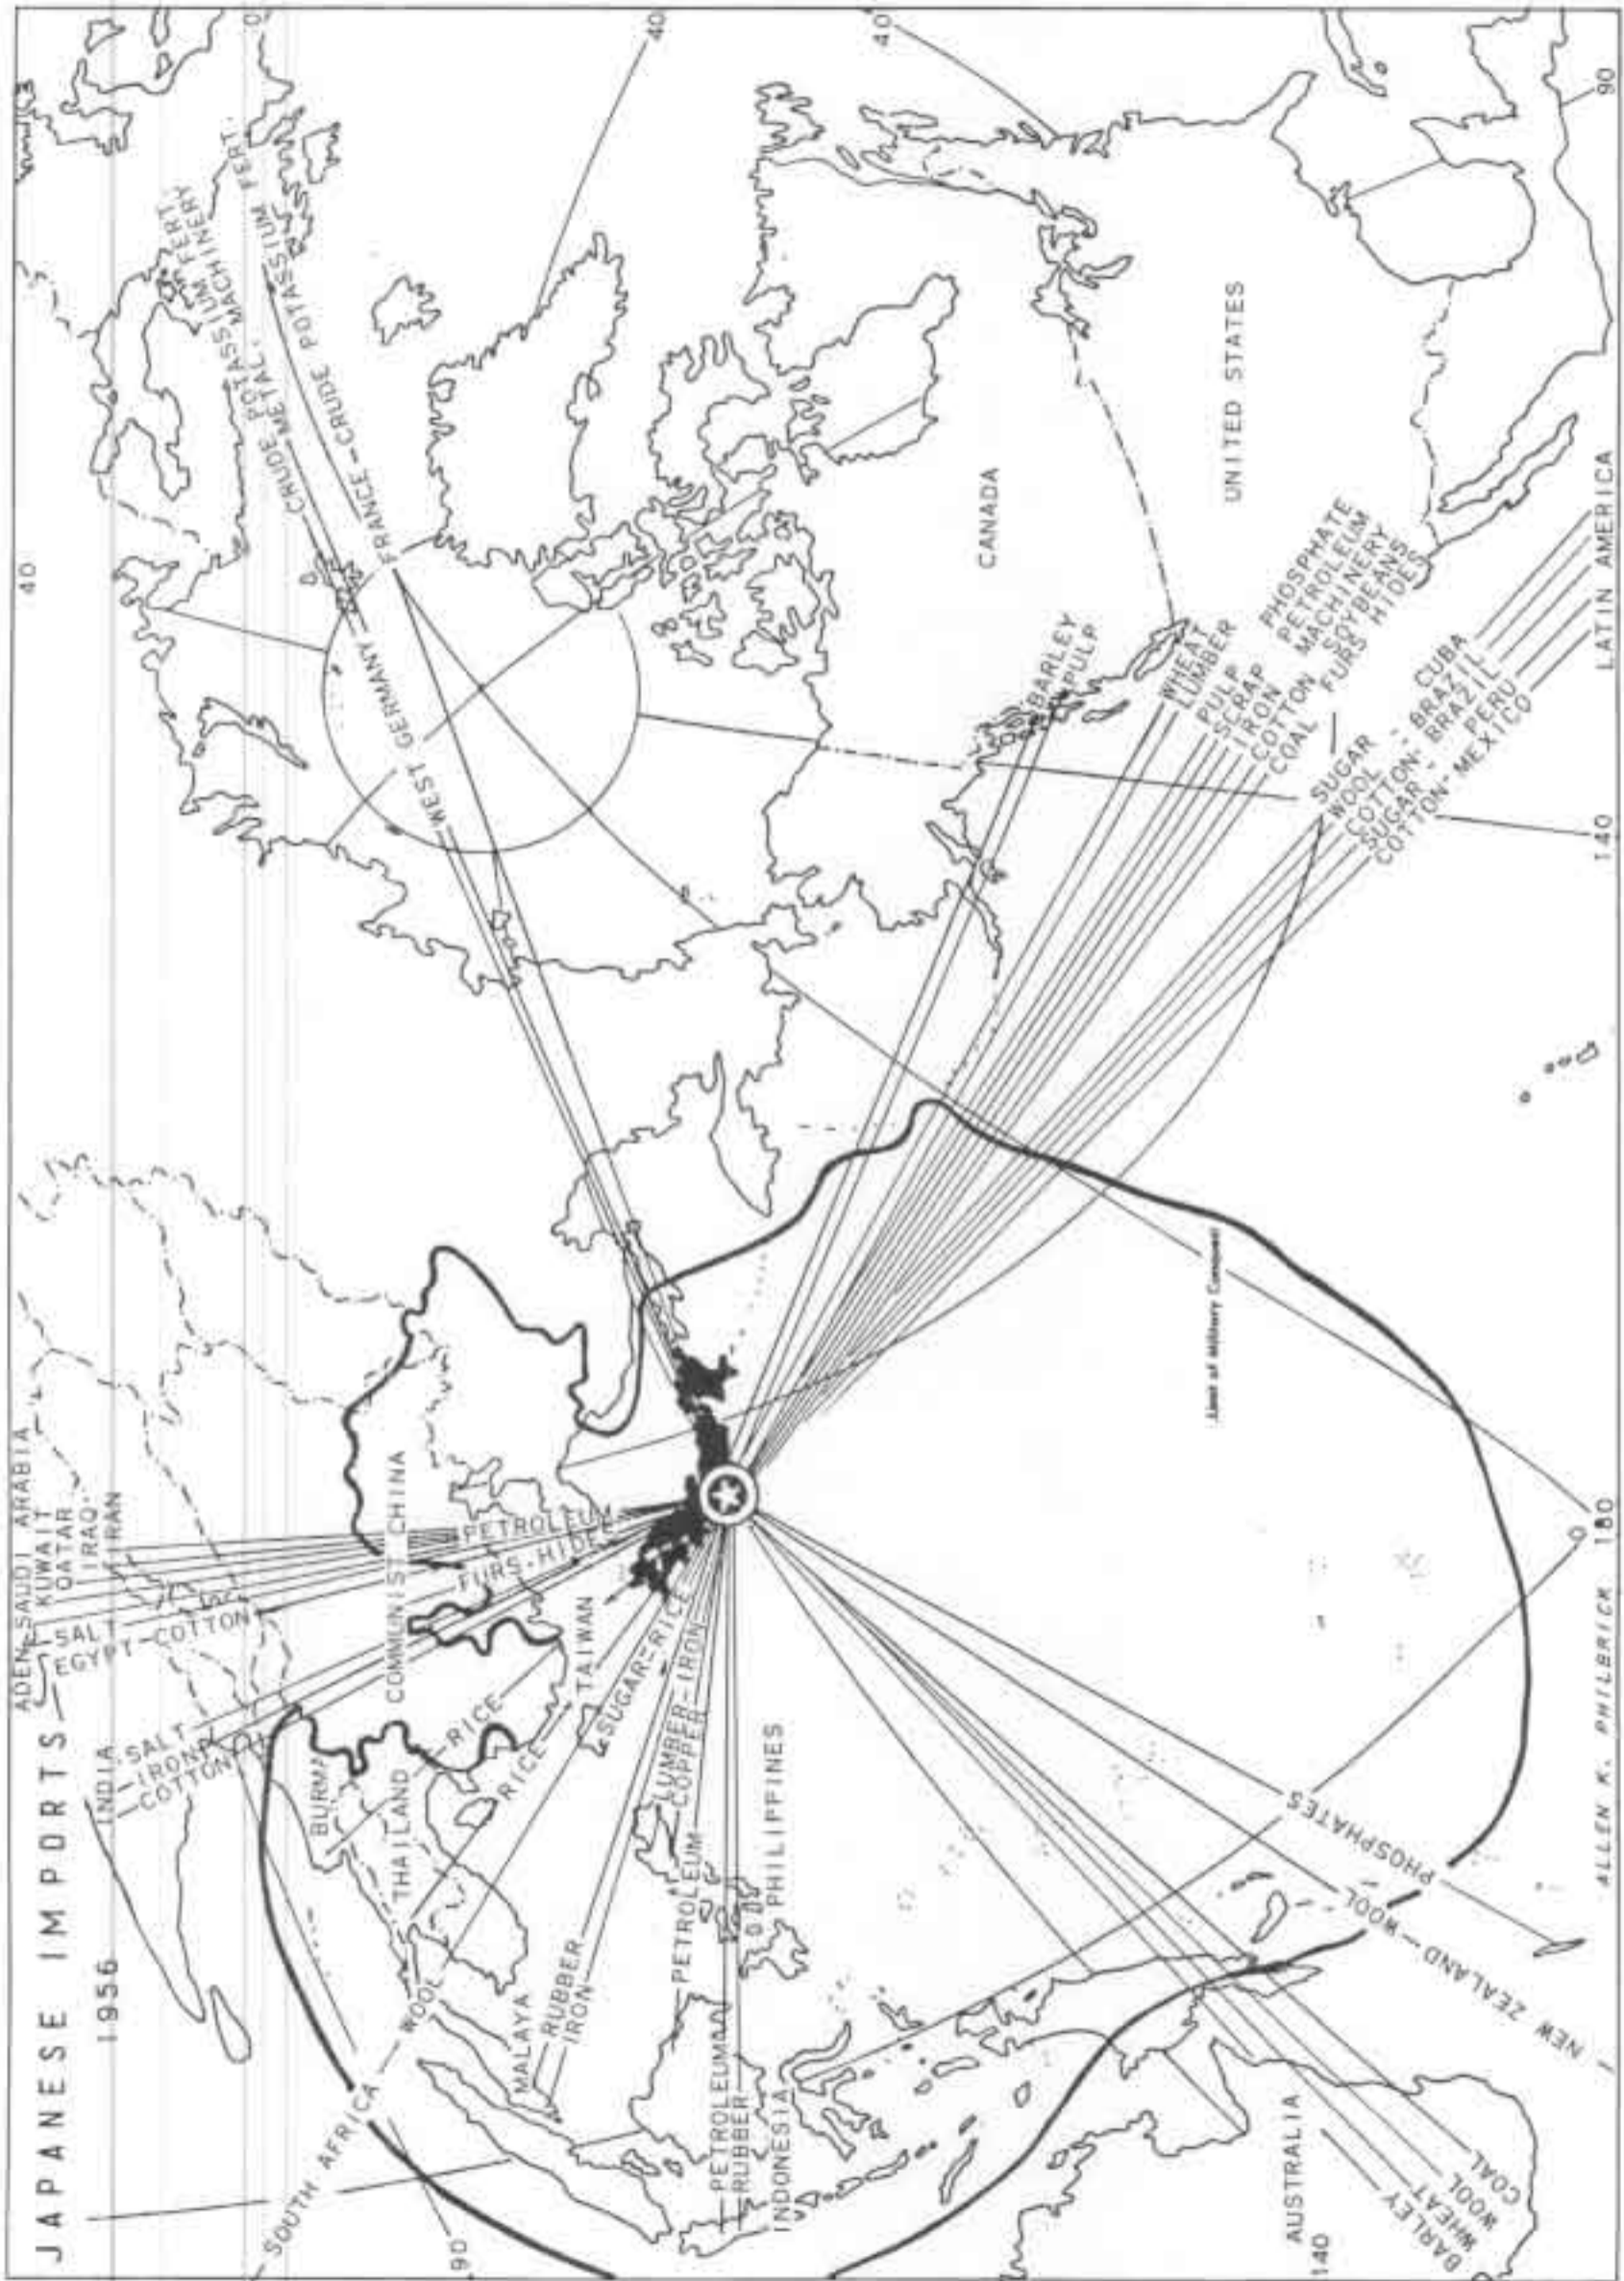 JAPANESE IMPORTS
1956
ADEN
SAUDI ARABIA
KUWAIT
QATAR
IRAQ
IRAN
SALT
EGYPT-COTTON
INDIA
SALT
IRON
COTTON
PETROLEUM
FURS-HIDES
COMMUNIST CHINA
BURMA
RICE
THAILAND
RICE
TAIWAN
SUGAR-RICE
LUMBER-IRON
COPPER-IRON
PHILIPPINES
SOUTH AFRICA - WOOL
MALAYA
RUBBER
IRON
PETROLEUM
PETROLEUM
RUBBER
INDONESIA
AUSTRALIA
BARLEY
WHEAT
WOOL
COAL
NEW ZEALAND-WOOL
PHOSPHATES
Limit of Military Conquest
WEST GERMANY
CRUDE POTASSIUM FERT.
METAL. MACHINERY
FRANCE-CRUDE POTASSIUM FERT.
CANADA
BARLEY
PULP
WHEAT
LUMBER
UNITED STATES
PULP
SCRAP
IRON
COTTON
COAL
PHOSPHATE
PETROLEUM
MACHINERY
SOYBEANS
FURS HIDES
SUGAR - CUBA
WOOL - BRAZIL
COTTON - BRAZIL
SUGAR - PERU
COTTON - MEXICO
LATIN AMERICA
40
0
40
40
90
140
180
0
140
90
ALLEN K. PHILBRICK